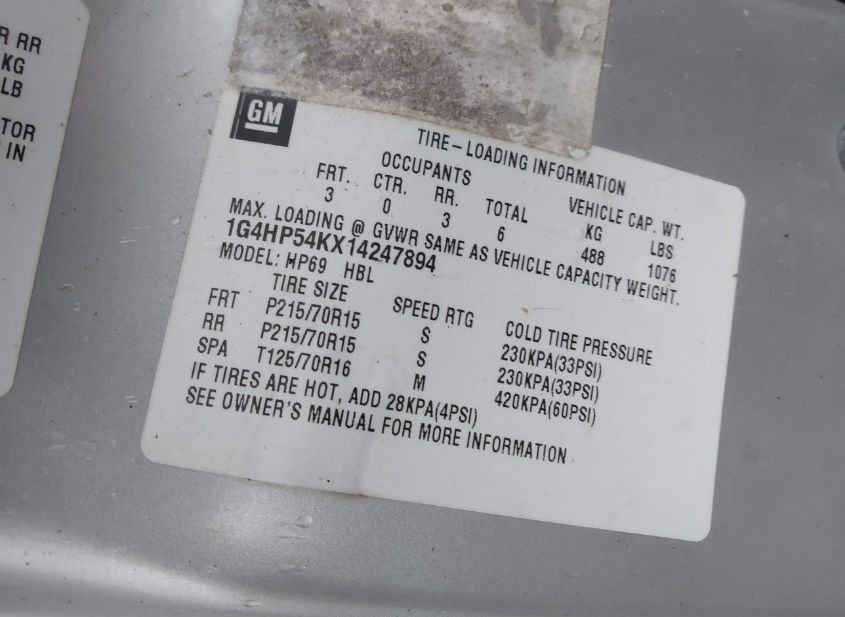 R RR
KG
LB
TOR
IN
GM
TIRE-LOADING INFORMATION
OCCUPANTS
FRT. CTR. RR. TOTAL VEHICLE CAP. WT.
3 0 3 6 KG LBS
488 1076
MAX. LOADING @ GVWR SAME AS VEHICLE CAPACITY WEIGHT.
1G4HP54KX14247894
MODEL: HP69 HBL
TIRE SIZE SPEED RTG COLD TIRE PRESSURE
FRT P215/70R15 S 230KPA(33PSI)
RR P215/70R15 S 230KPA(33PSI)
SPA T125/70R16 M 420KPA(60PSI)
IF TIRES ARE HOT, ADD 28KPA(4PSI)
SEE OWNER'S MANUAL FOR MORE INFORMATION